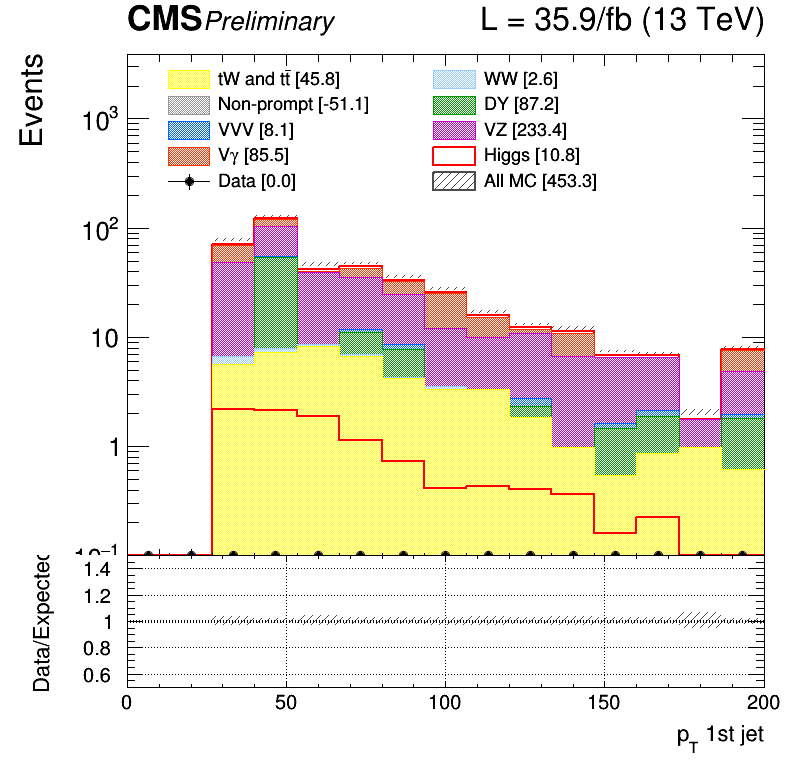 CMS Preliminary L = 35.9/fb (13 TeV)
Events
tW and tt̄ [45.8] WW [2.6]
Non-prompt [-51.1] DY [87.2]
VVV [8.1] VZ [233.4]
Vγ [85.5] Higgs [10.8]
Data [0.0] All MC [453.3]
10³
10²
10
1
10⁻¹
Data/Expected
1.4
1.2
1
0.8
0.6
0 50 100 150 200
p_T 1st jet